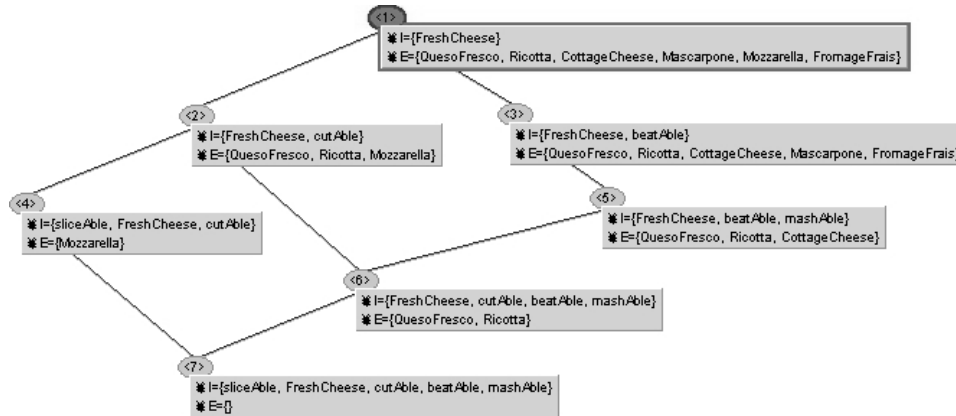 <1>
I={FreshCheese}
E={QuesoFresco, Ricotta, CottageCheese, Mascarpone, Mozzarella, FromageFrais}
<2>
I={FreshCheese, cutAble}
E={QuesoFresco, Ricotta, Mozzarella}
<3>
I={FreshCheese, beatAble}
E={QuesoFresco, Ricotta, CottageCheese, Mascarpone, FromageFrais}
<4>
I={sliceAble, FreshCheese, cutAble}
E={Mozzarella}
<5>
I={FreshCheese, beatAble, mashAble}
E={QuesoFresco, Ricotta, CottageCheese}
<6>
I={FreshCheese, cutAble, beatAble, mashAble}
E={QuesoFresco, Ricotta}
<7>
I={sliceAble, FreshCheese, cutAble, beatAble, mashAble}
E={}